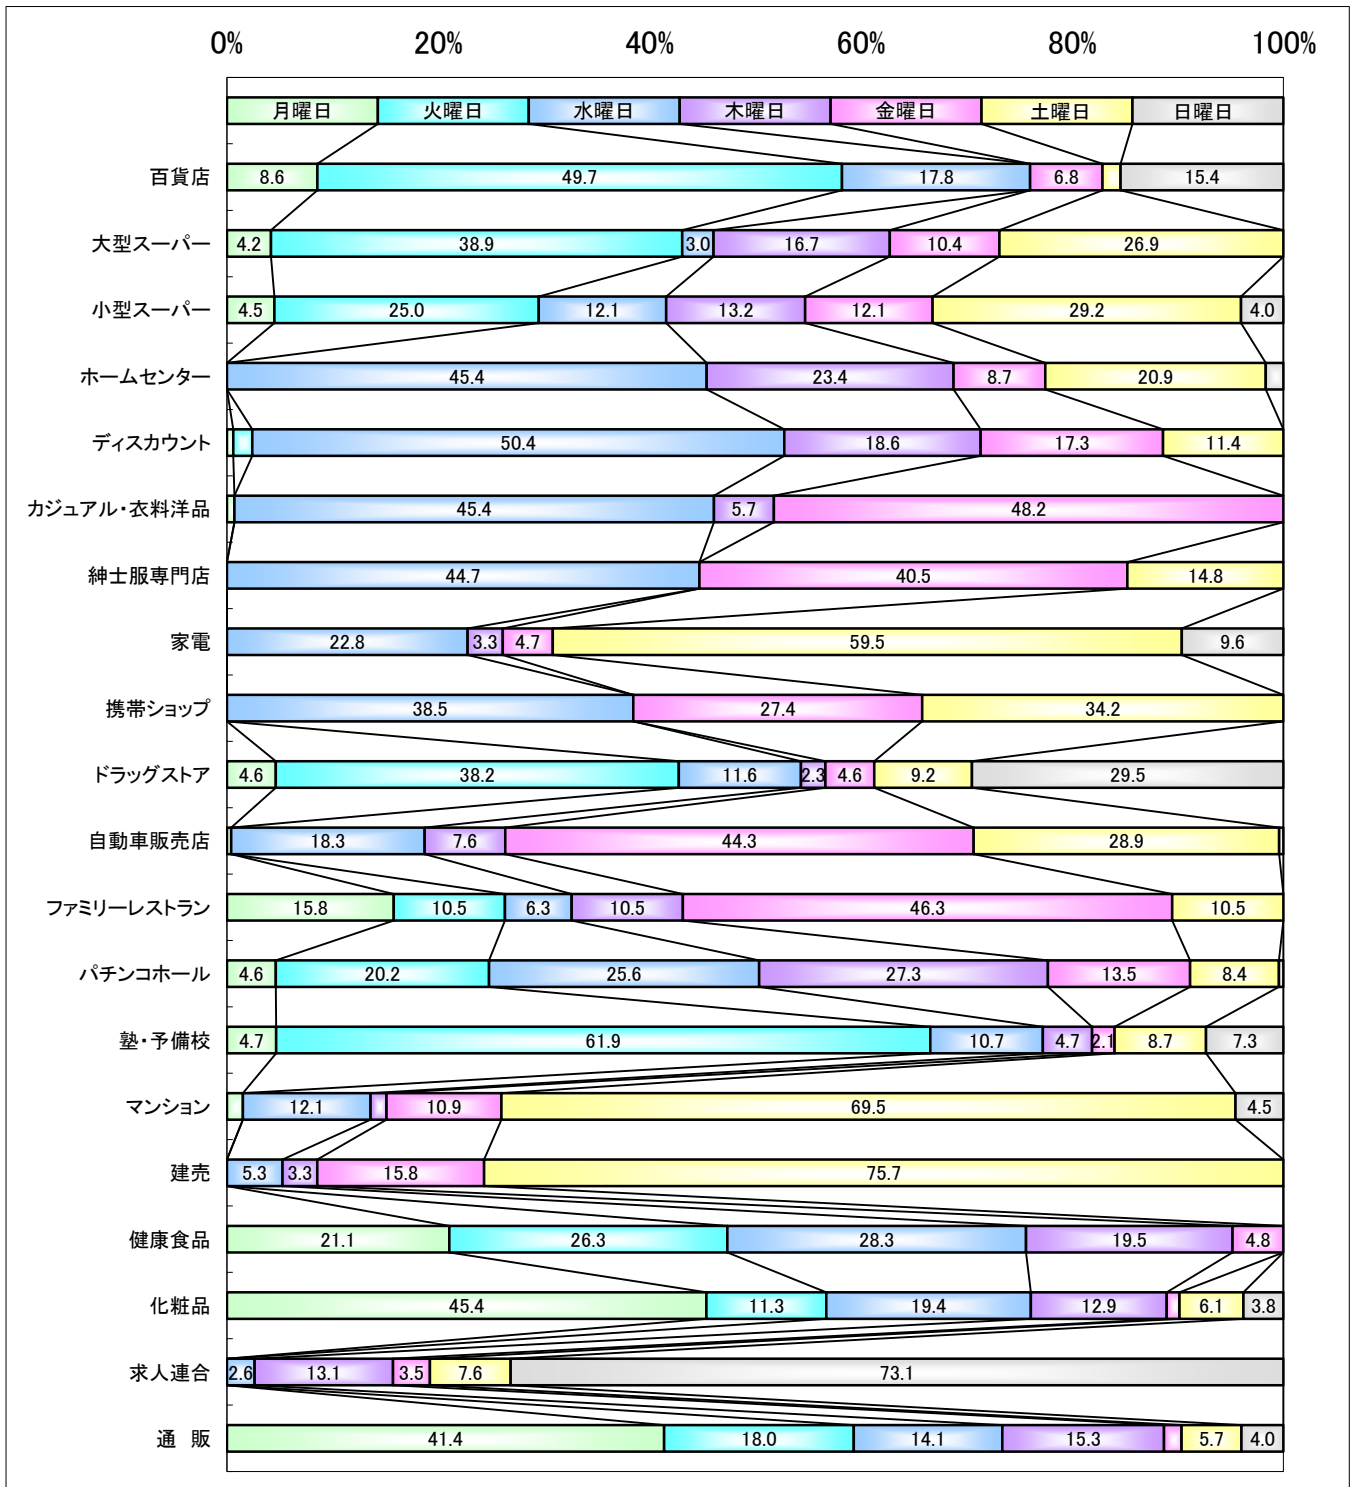 0% 20% 40% 60% 80% 100%
月曜日 火曜日 水曜日 木曜日 金曜日 土曜日 日曜日
百貨店 8.6 49.7 17.8 6.8 15.4
大型スーパー 4.2 38.9 3.0 16.7 10.4 26.9
小型スーパー 4.5 25.0 12.1 13.2 12.1 29.2 4.0
ホームセンター 45.4 23.4 8.7 20.9
ディスカウント 50.4 18.6 17.3 11.4
カジュアル・衣料洋品 45.4 5.7 48.2
紳士服専門店 44.7 40.5 14.8
家電 22.8 3.3 4.7 59.5 9.6
携帯ショップ 38.5 27.4 34.2
ドラッグストア 4.6 38.2 11.6 2.3 4.6 9.2 29.5
自動車販売店 18.3 7.6 44.3 28.9
ファミリーレストラン 15.8 10.5 6.3 10.5 46.3 10.5
パチンコホール 4.6 20.2 25.6 27.3 13.5 8.4
塾・予備校 4.7 61.9 10.7 4.7 2.1 8.7 7.3
マンション 12.1 10.9 69.5 4.5
建売 5.3 3.3 15.8 75.7
健康食品 21.1 26.3 28.3 19.5 4.8
化粧品 45.4 11.3 19.4 12.9 6.1 3.8
求人連合 2.6 13.1 3.5 7.6 73.1
通　販 41.4 18.0 14.1 15.3 5.7 4.0